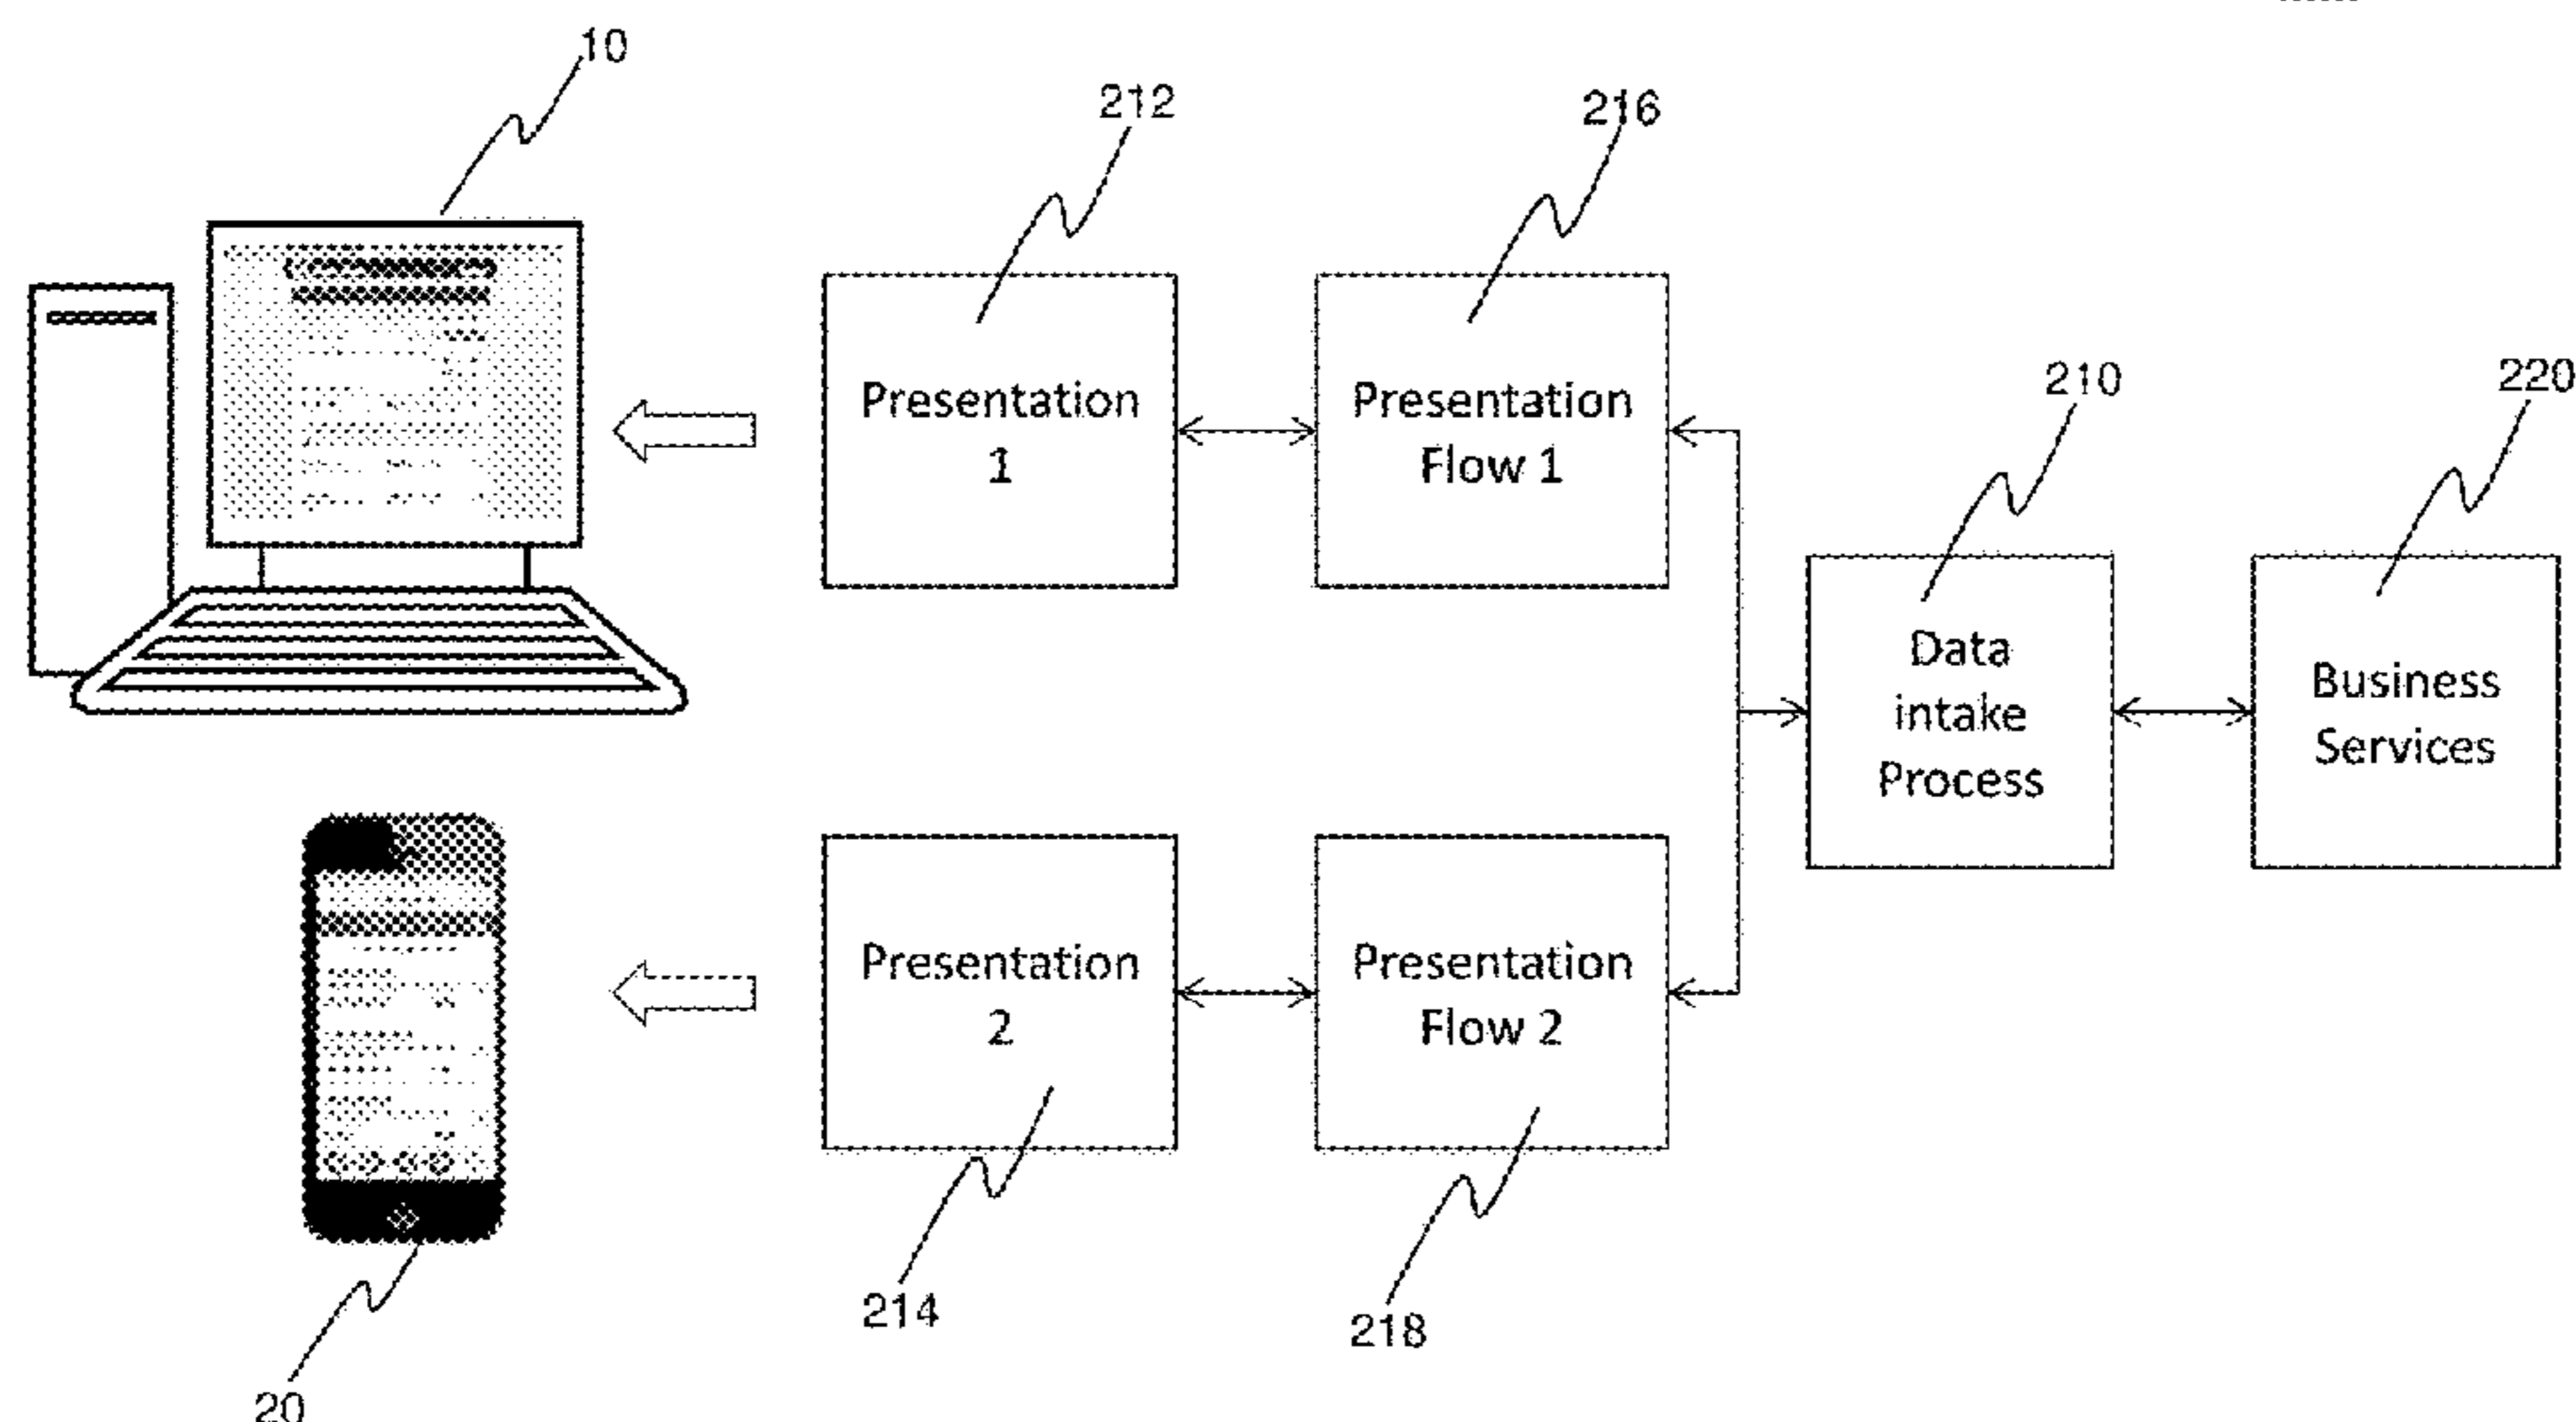 10
212
216
210
220
Presentation
1
Presentation
Flow 1
Data
intake
Process
Business
Services
Presentation
2
Presentation
Flow 2
214
218
20